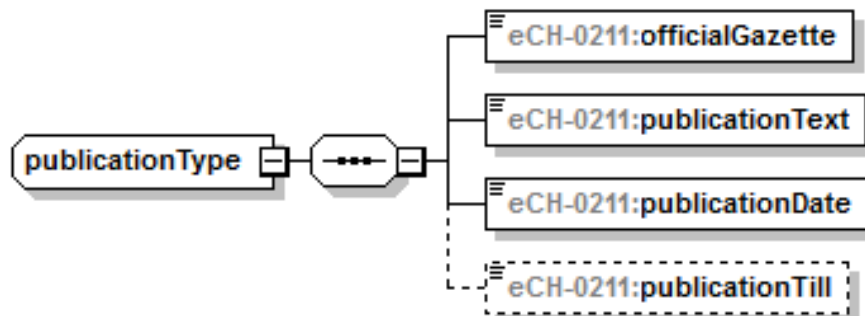 eCH-0211:officialGazette
eCH-0211:publicationText
publicationType
eCH-0211:publicationDate
eCH-0211:publicationTill